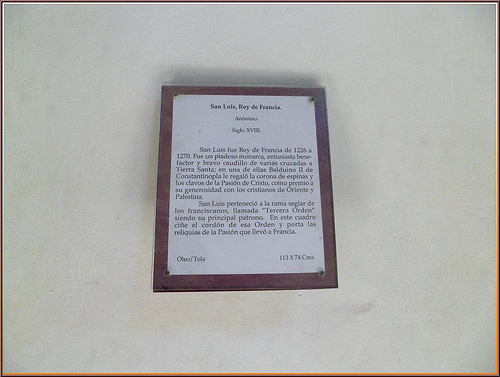 San Luis, Rey de Francia.
Anónimo.
Siglo XVIII.
San Luis fue Rey de Francia de 1226 a
1270. Fue un piadoso monarca, entusiasta bene-
factor y bravo caudillo de varias cruzadas a
Tierra Santa; en una de ellas Balduino II de
Constantinopla le regaló la corona de espinas y
los clavos de la Pasión de Cristo, como premio a
su generosidad con los cristianos de Oriente y
Palestina.
San Luis perteneció a la rama seglar de
los franciscanos, llamada "Tercera Orden"
siendo su principal patrono. En este cuadro
ciñe el cordón de esa Orden y porta las
reliquias de la Pasión que llevó a Francia.
Oleo/Tela 113 X 74 Cms.